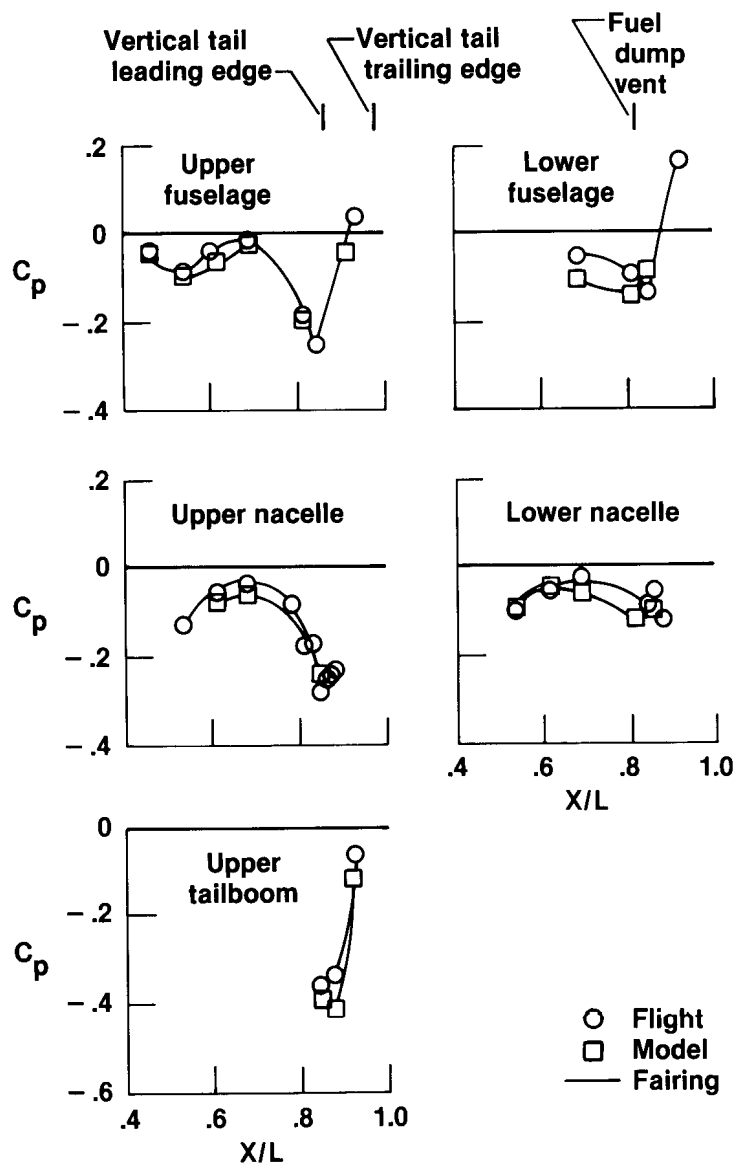 Vertical tail
leading edge
Vertical tail
trailing edge
Fuel
dump
vent
.2
0
Cp
– .2
– .4
Upper
fuselage
Lower
fuselage
.2
0
Cp
– .2
– .4
Upper nacelle
Lower nacelle
.4 .6 .8 1.0
X/L
0
– .2
Cp
– .4
– .6
Upper
tailboom
.4 .6 .8 1.0
X/L
Flight
Model
Fairing